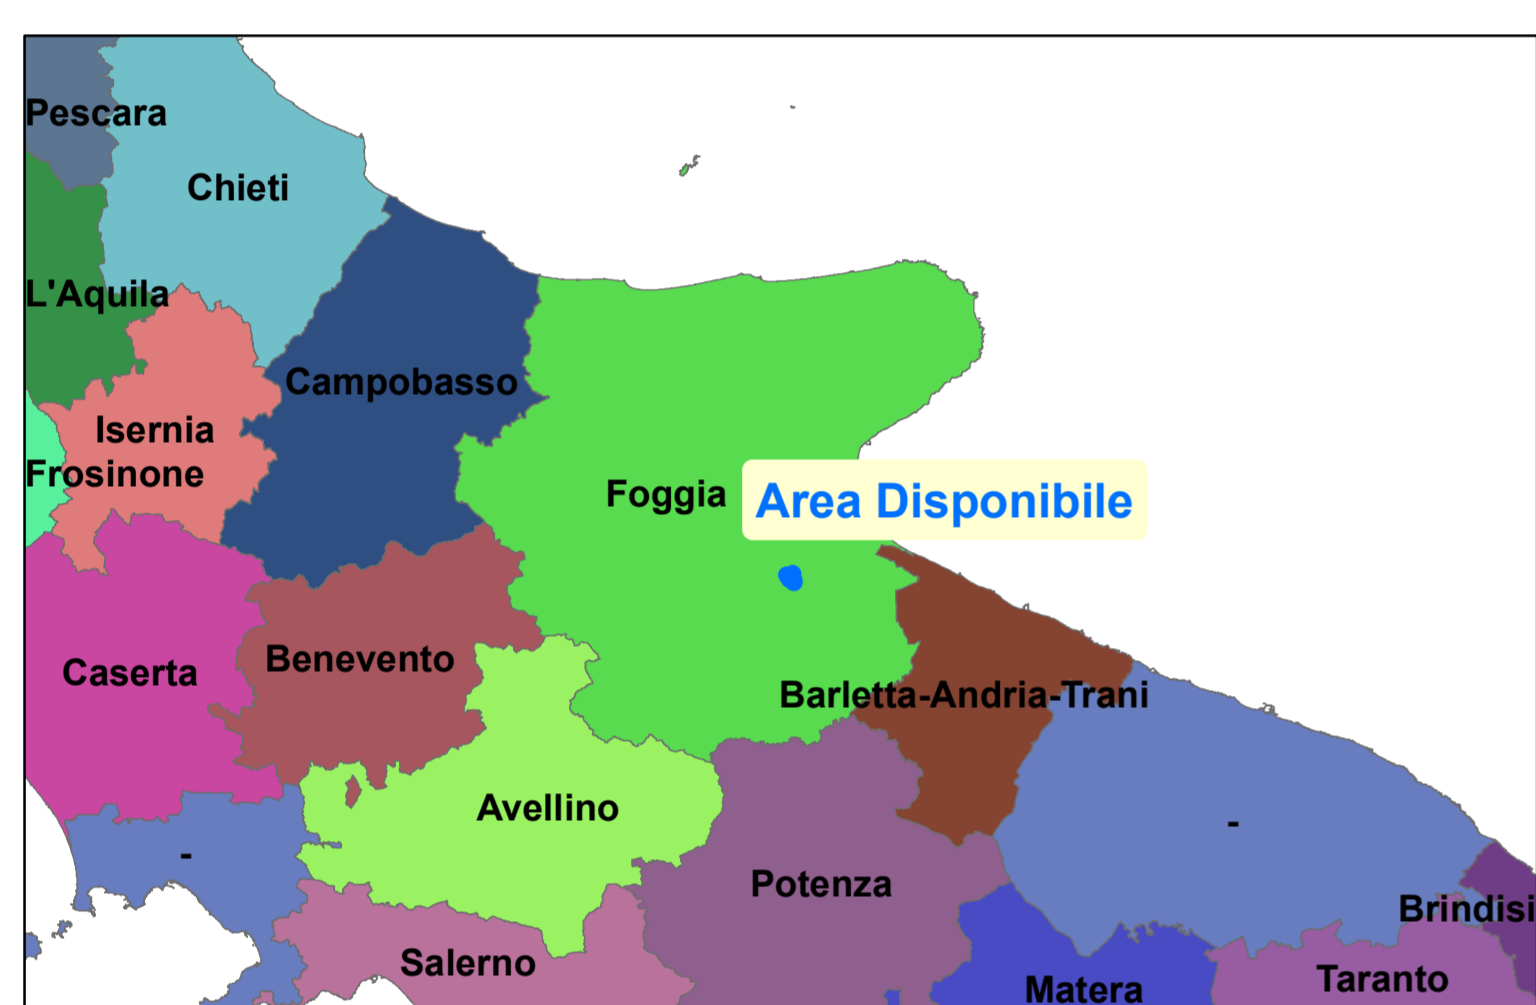 Pescara
Chieti
L'Aquila
Campobasso
Isernia
Frosinone
Foggia
Area Disponibile
Benevento
Caserta
Barletta-Andria-Trani
Avellino
-
-
Potenza
Brindisi
Salerno
Taranto
Matera